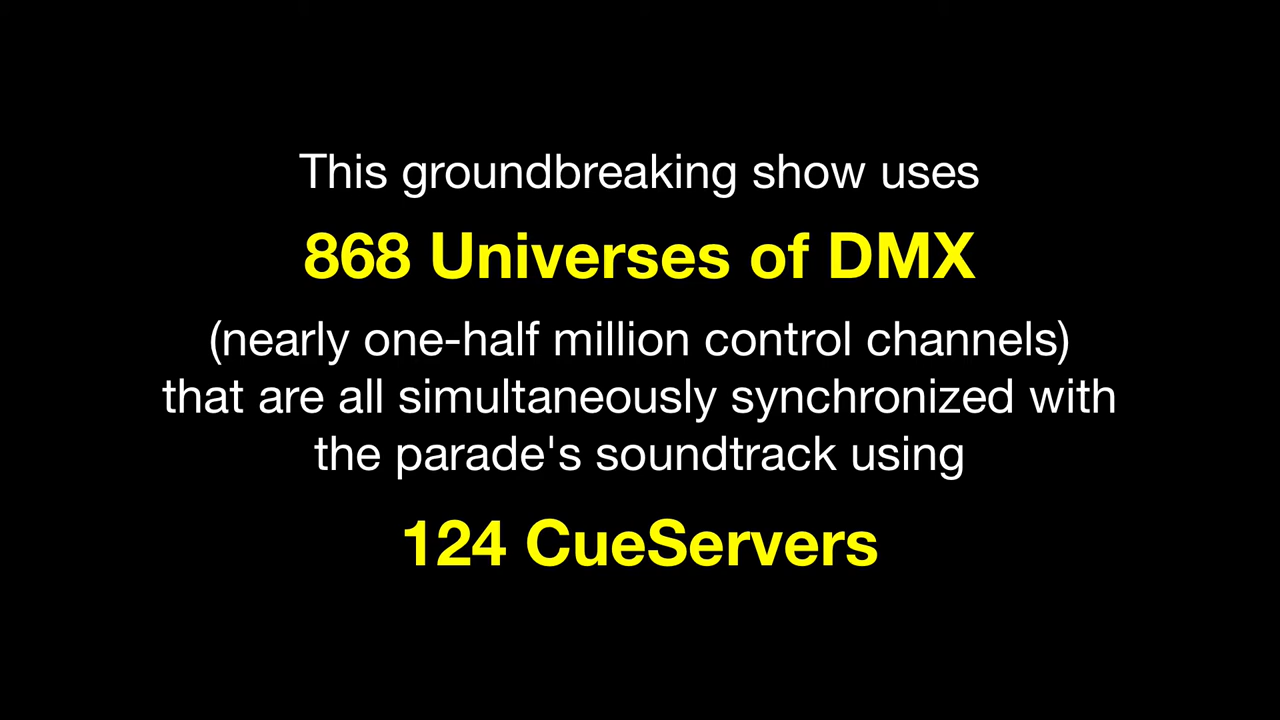 This groundbreaking show uses
868 Universes of DMX
(nearly one-half million control channels)
that are all simultaneously synchronized with
the parade's soundtrack using
124 CueServers